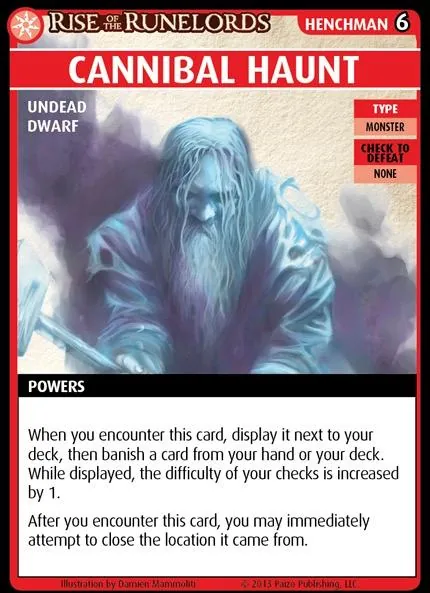 RISE OF THE RUNELORDS
HENCHMAN 6
CANNIBAL HAUNT
UNDEAD
DWARF
TYPE
MONSTER
CHECK TO
DEFEAT
NONE
POWERS
When you encounter this card, display it next to your
deck, then banish a card from your hand or your deck.
While displayed, the difficulty of your checks is increased
by 1.
After you encounter this card, you may immediately
attempt to close the location it came from.
Illustration by Damien Mammoliti © 2013 Paizo Publishing, LLC.